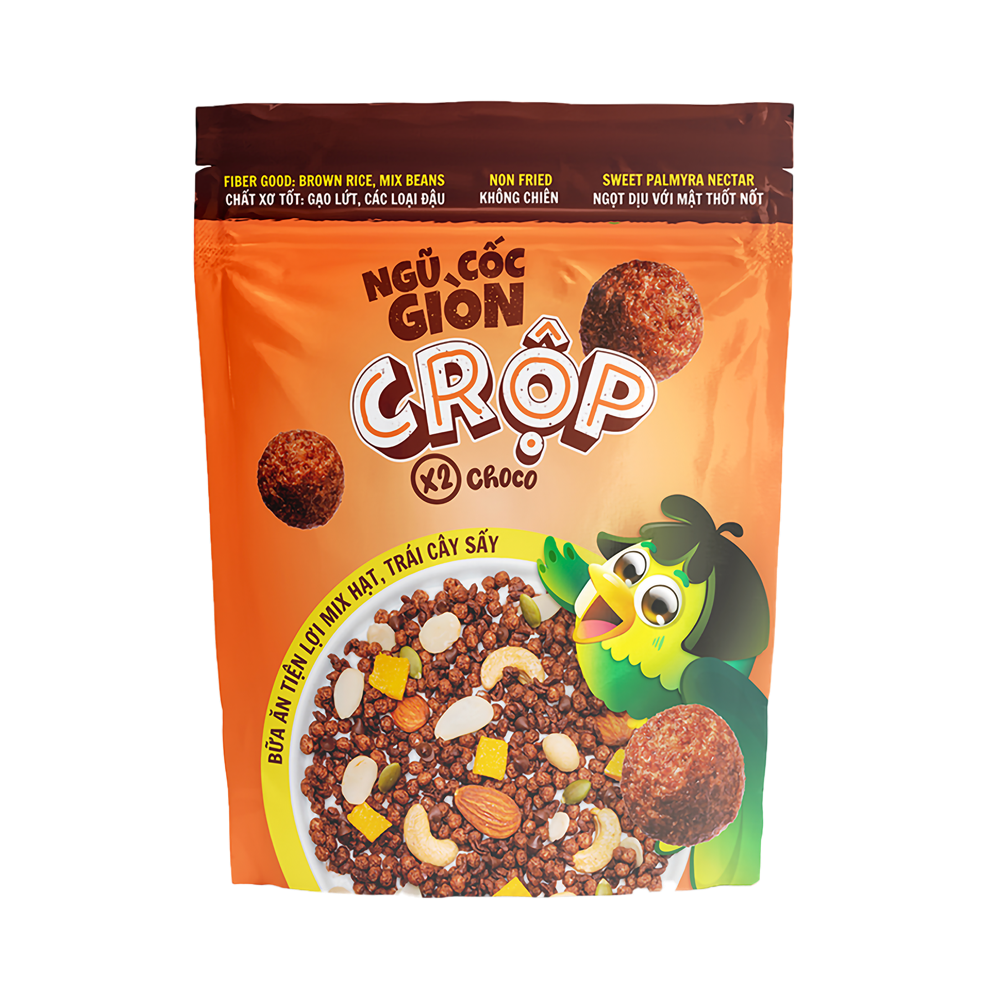 FIBER GOOD: BROWN RICE, MIX BEANS
CHẤT XƠ TỐT: GẠO LỨT, CÁC LOẠI ĐẬU
NON FRIED
KHÔNG CHIÊN
SWEET PALMYRA NECTAR
NGỌT DỊU VỚI MẬT THỐT NỐT
NGŨ CỐC
GIÒN
CRỘP
X2 CHOCO
BỮA ĂN TIỆN LỢI MIX HẠT, TRÁI CÂY SẤY